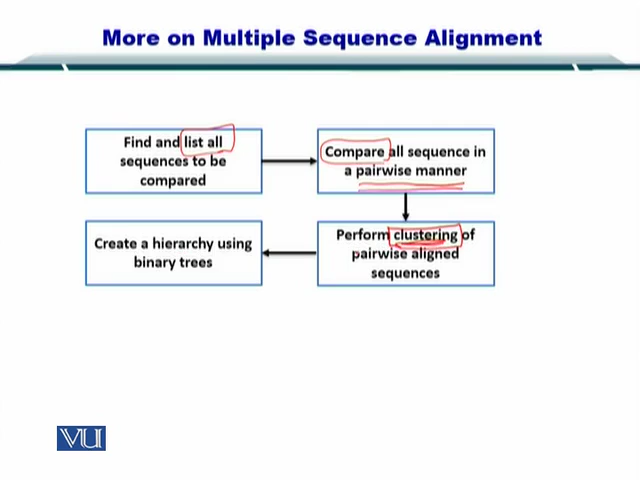 More on Multiple Sequence Alignment
Find and list all
sequences to be
compared
Compare all sequence in
a pairwise manner
Perform clustering of
pairwise aligned
sequences
Create a hierarchy using
binary trees
VU